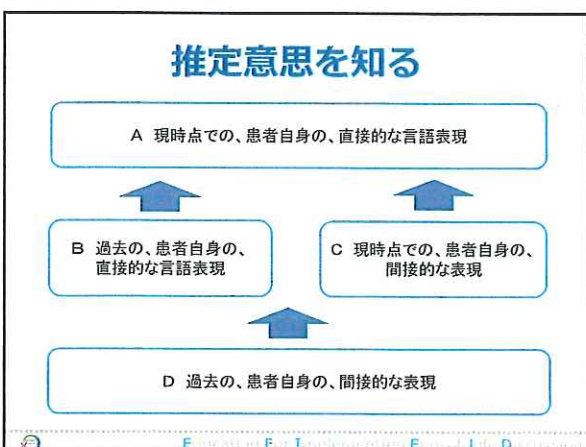 推定意思を知る
A 現時点での、患者自身の、直接的な言語表現
B 過去の、患者自身の、
直接的な言語表現
C 現時点での、患者自身の、
間接的な表現
D 過去の、患者自身の、間接的な表現